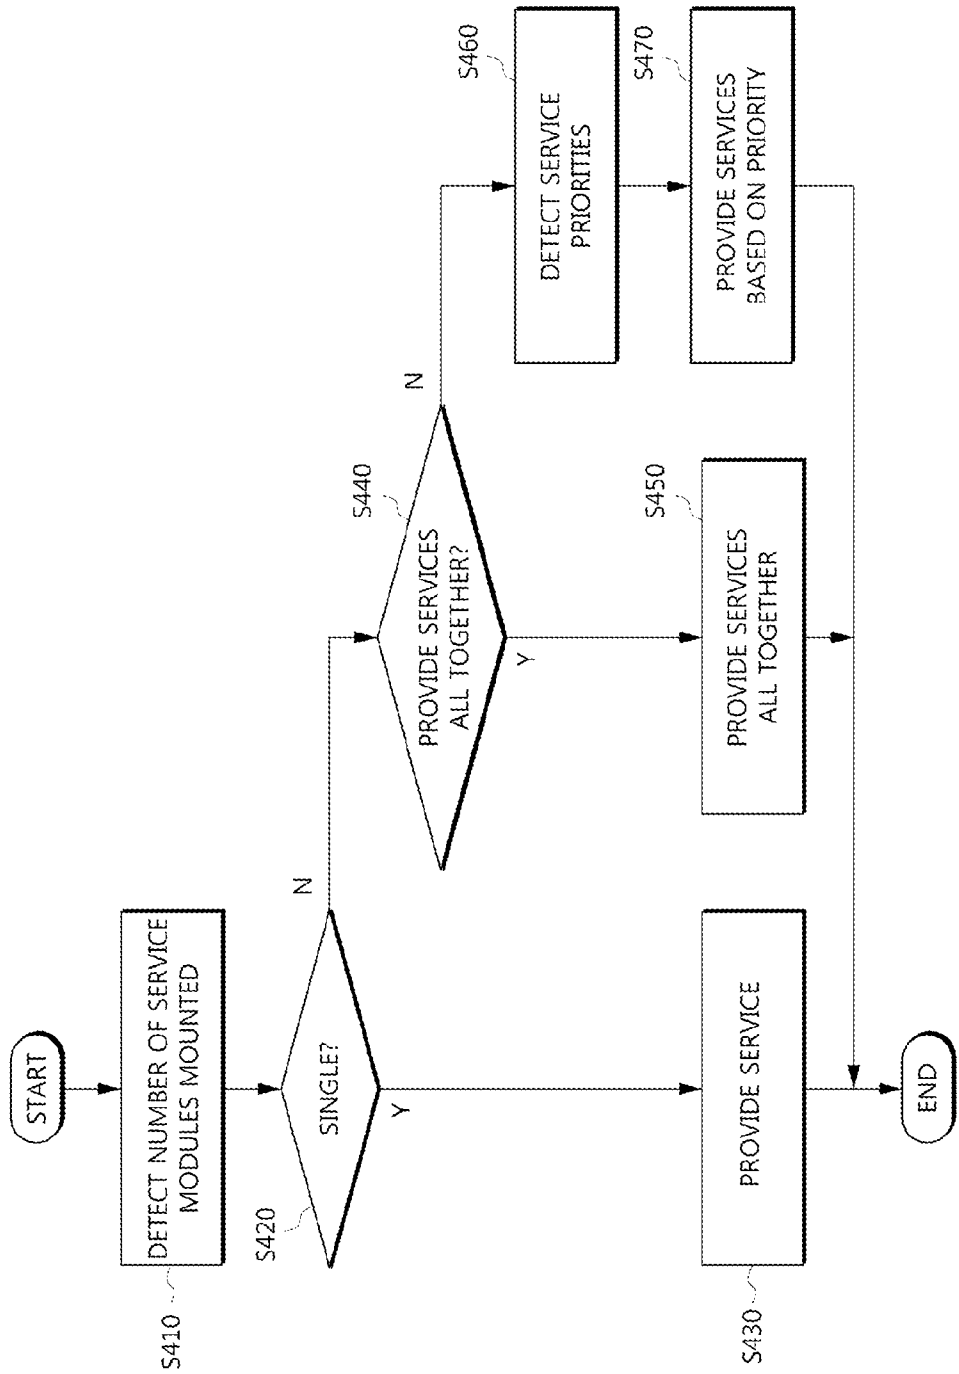 START
S410
DETECT NUMBER OF SERVICE
MODULES MOUNTED
S420
SINGLE?
N
Y
S430
PROVIDE SERVICE
S440
PROVIDE SERVICES
ALL TOGETHER?
N
Y
S450
PROVIDE SERVICES
ALL TOGETHER
S460
DETECT SERVICE
PRIORITIES
S470
PROVIDE SERVICES
BASED ON PRIORITY
END